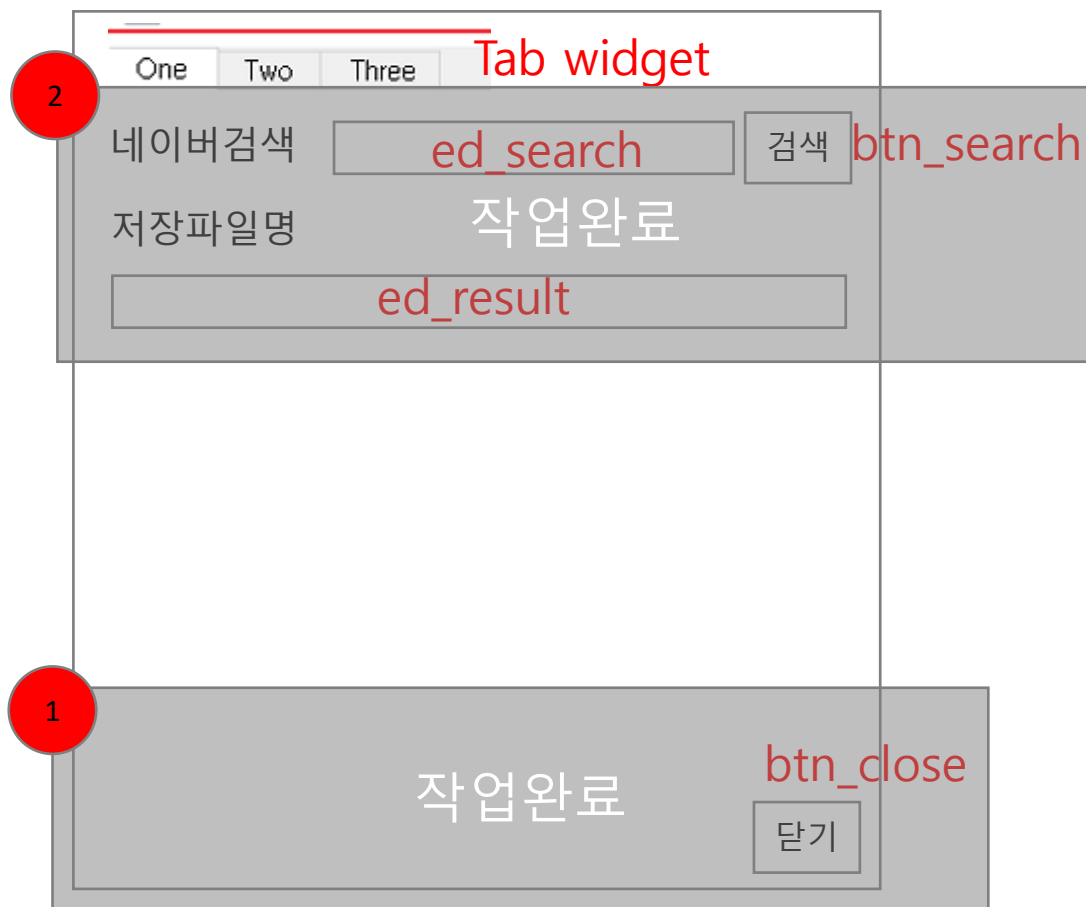 One Two Three Tab widget
2
네이버검색 ed_search 검색 btn_search
저장파일명 작업완료
ed_result
1
btn_close
작업완료
닫기